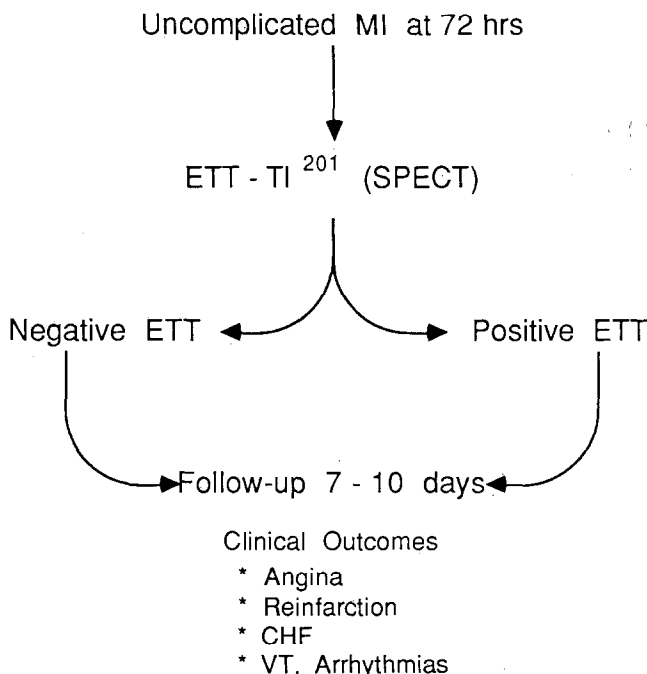 Uncomplicated MI at 72 hrs
ETT - Tl 201 (SPECT)
Negative ETT
Positive ETT
Follow-up 7 - 10 days
Clinical Outcomes
* Angina
* Reinfarction
* CHF
* VT, Arrhythmias